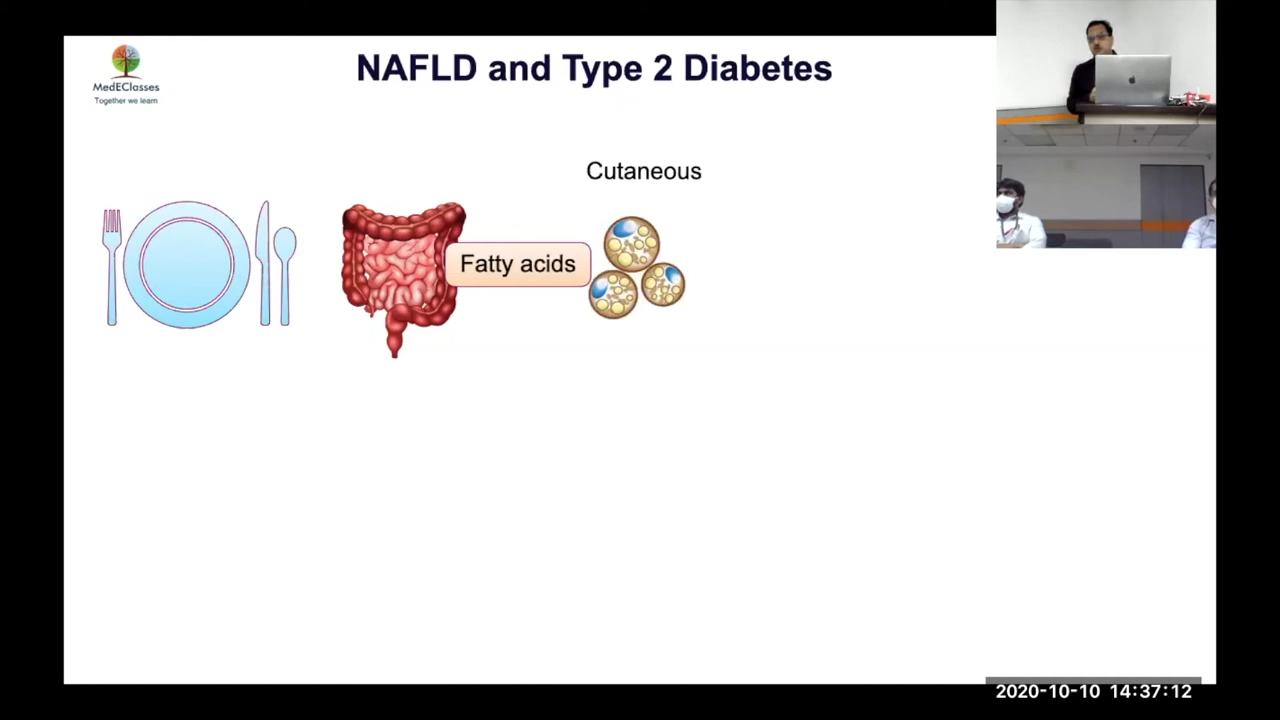 NAFLD and Type 2 Diabetes
MedEClasses
Together we learn
Cutaneous
Fatty acids
2020-10-10 14:37:12